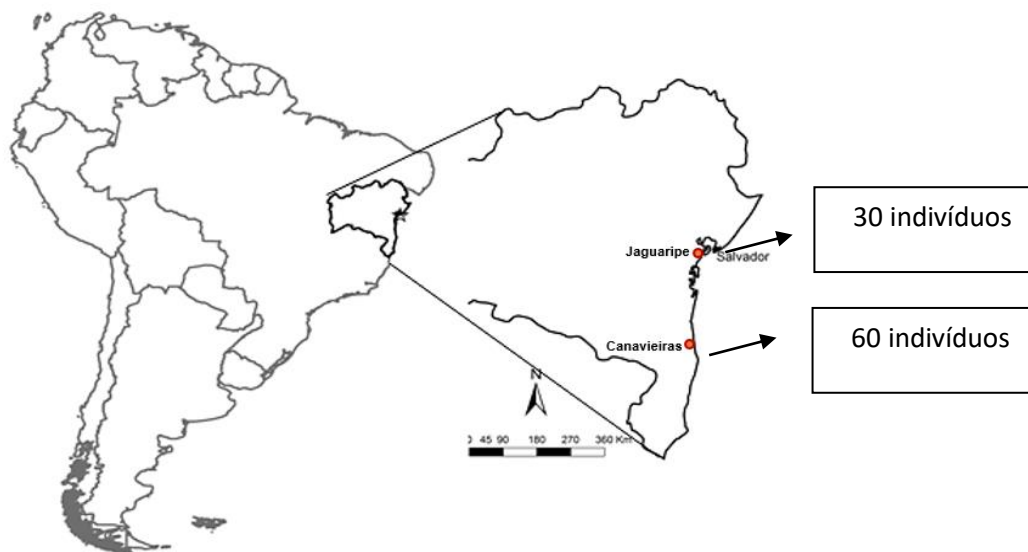 30 indivíduos
Jaguaripe
Salvador
60 indivíduos
Canavieiras
N
0 45 90 180 270 360 Km